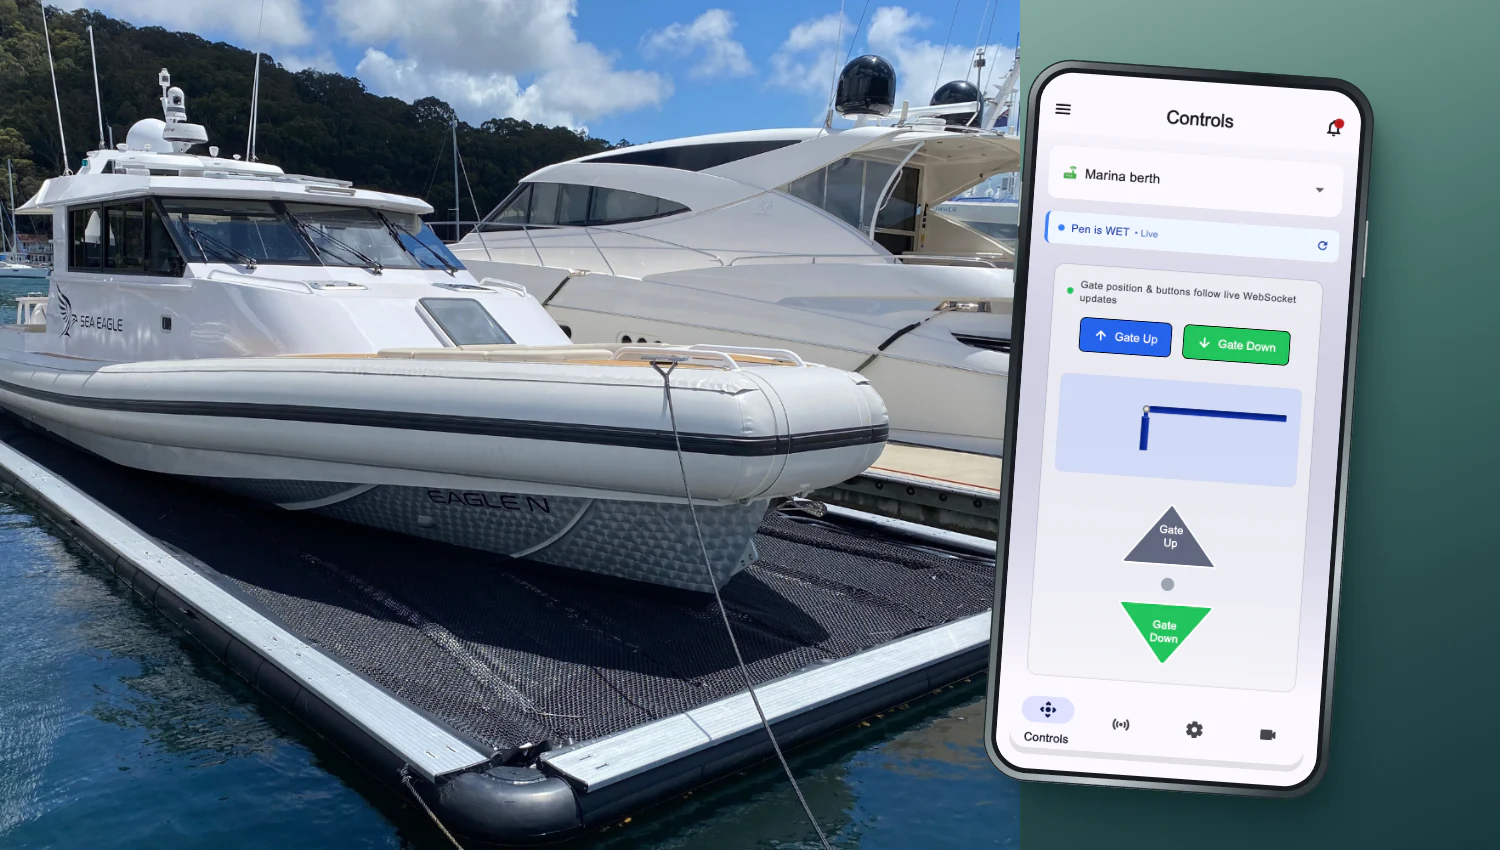 SEA EAGLE
EAGLE N
Controls
Marina berth
Pen is WET • Live
Gate position & buttons follow live WebSocket
updates
Gate Up
Gate Down
Gate
Up
Gate
Down
Controls